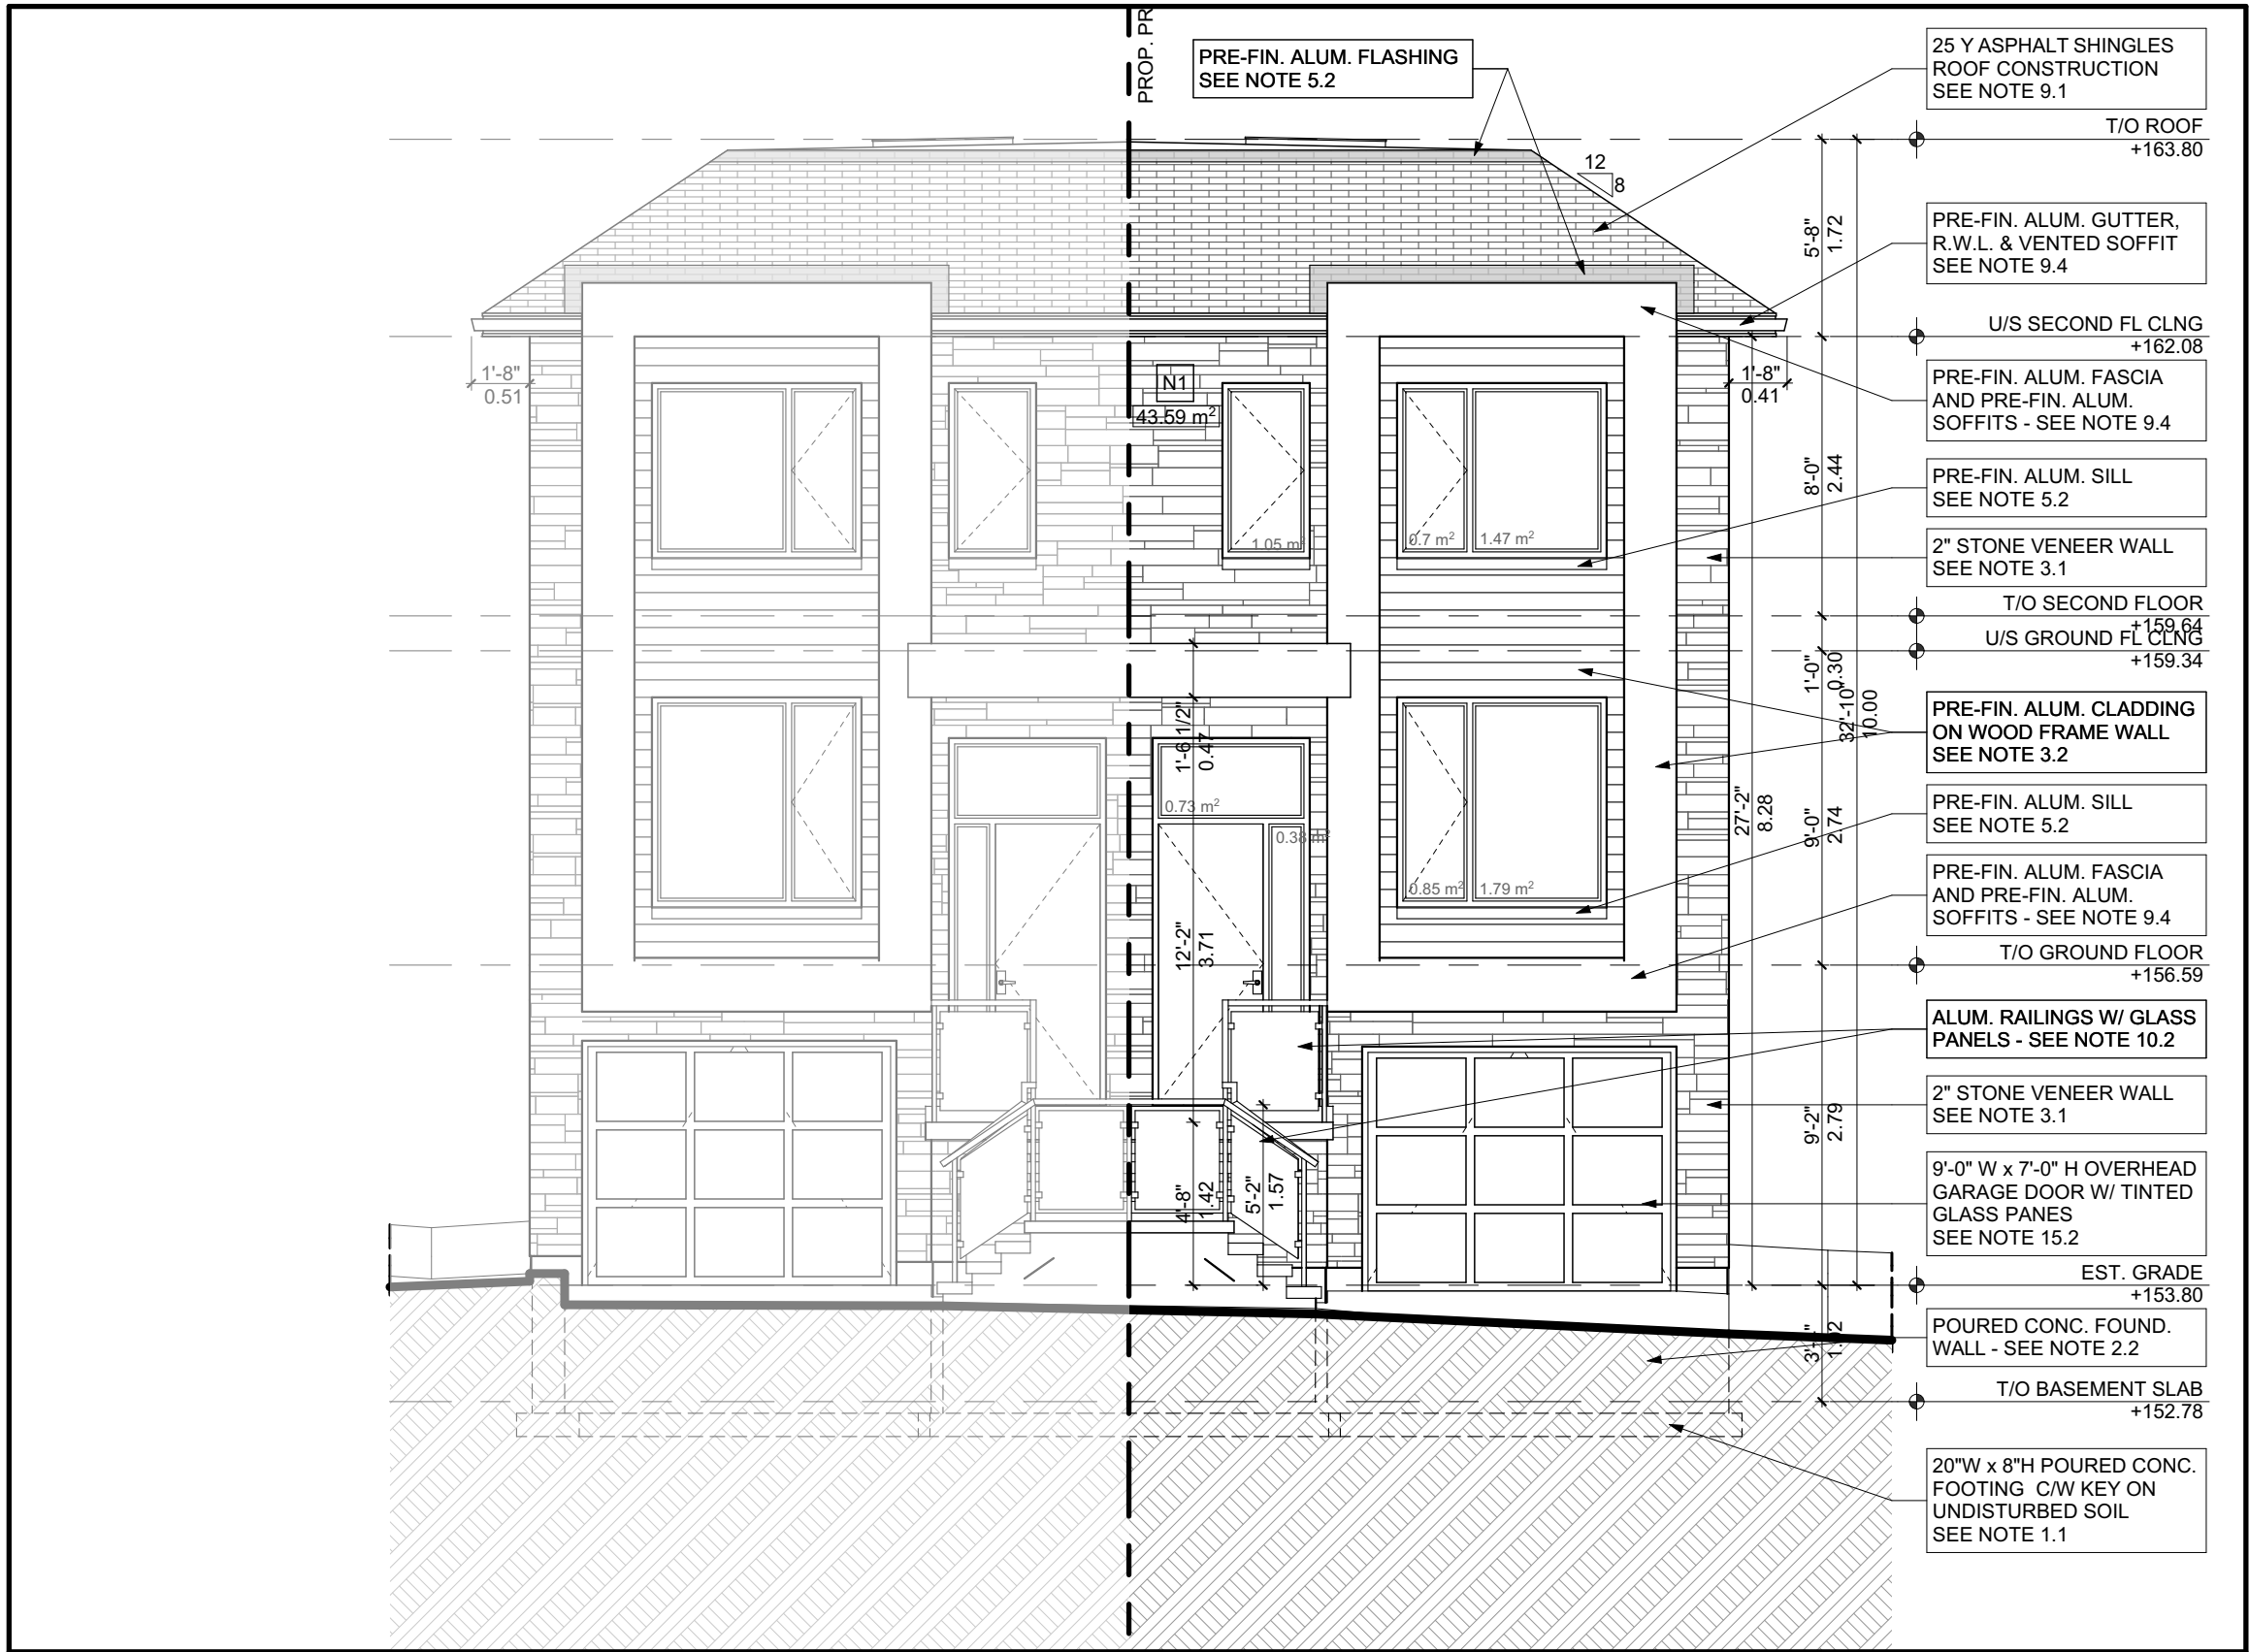 PROP. PR
PRE-FIN. ALUM. FLASHING
SEE NOTE 5.2
25 Y ASPHALT SHINGLES
ROOF CONSTRUCTION
SEE NOTE 9.1
T/O ROOF
+163.80
12
8
5'-8"
1.72
PRE-FIN. ALUM. GUTTER,
R.W.L. & VENTED SOFFIT
SEE NOTE 9.4
U/S SECOND FL CLNG
+162.08
1'-8"
0.51
N1
43.59 m²
1'-8"
0.41
PRE-FIN. ALUM. FASCIA
AND PRE-FIN. ALUM.
SOFFITS - SEE NOTE 9.4
8'-0"
2.44
PRE-FIN. ALUM. SILL
SEE NOTE 5.2
1.05 m²
0.7 m²
1.47 m²
2" STONE VENEER WALL
SEE NOTE 3.1
T/O SECOND FLOOR
+159.64
U/S GROUND FL CLNG
+159.34
1'-0"
0.30
32'-10"
10.00
PRE-FIN. ALUM. CLADDING
ON WOOD FRAME WALL
SEE NOTE 3.2
1'-6 1/2"
0.47
0.73 m²
0.38 m²
27'-2"
8.28
9'-0"
2.74
PRE-FIN. ALUM. SILL
SEE NOTE 5.2
0.85 m²
1.79 m²
PRE-FIN. ALUM. FASCIA
AND PRE-FIN. ALUM.
SOFFITS - SEE NOTE 9.4
12'-2"
3.71
T/O GROUND FLOOR
+156.59
ALUM. RAILINGS W/ GLASS
PANELS - SEE NOTE 10.2
2" STONE VENEER WALL
SEE NOTE 3.1
9'-2"
2.79
4'-8"
1.42
5'-2"
1.57
9'-0" W x 7'-0" H OVERHEAD
GARAGE DOOR W/ TINTED
GLASS PANES
SEE NOTE 15.2
EST. GRADE
+153.80
POURED CONC. FOUND.
WALL - SEE NOTE 2.2
T/O BASEMENT SLAB
+152.78
20"W x 8"H POURED CONC.
FOOTING C/W KEY ON
UNDISTURBED SOIL
SEE NOTE 1.1